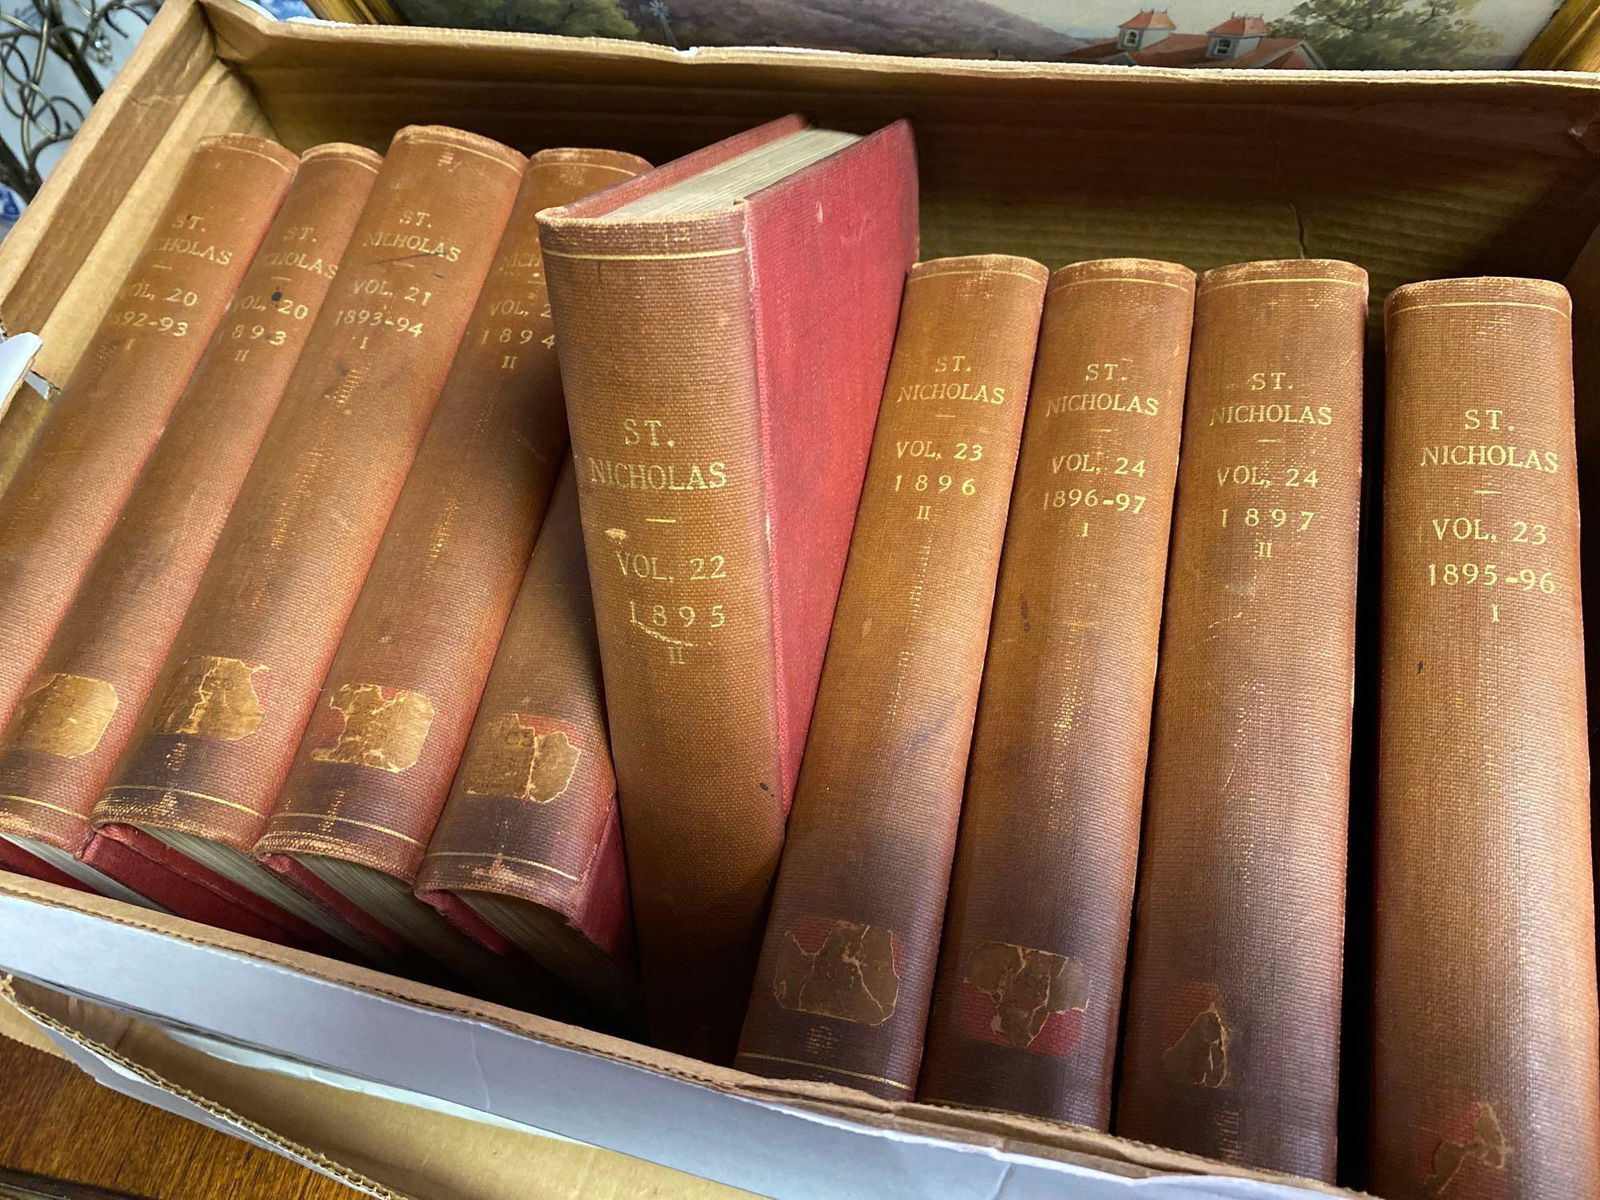 ST.
NICHOLAS
VOL. 20
1892-93
I
ST.
NICHOLAS
VOL. 20
1893
II
ST.
NICHOLAS
VOL. 21
1893-94
I
VOL.
1894
II
ST.
NICHOLAS
VOL. 22
1895
II
ST.
NICHOLAS
VOL. 23
1896
II
ST.
NICHOLAS
VOL. 24
1896-97
I
ST.
NICHOLAS
VOL. 24
1897
II
ST.
NICHOLAS
VOL. 23
1895-96
I